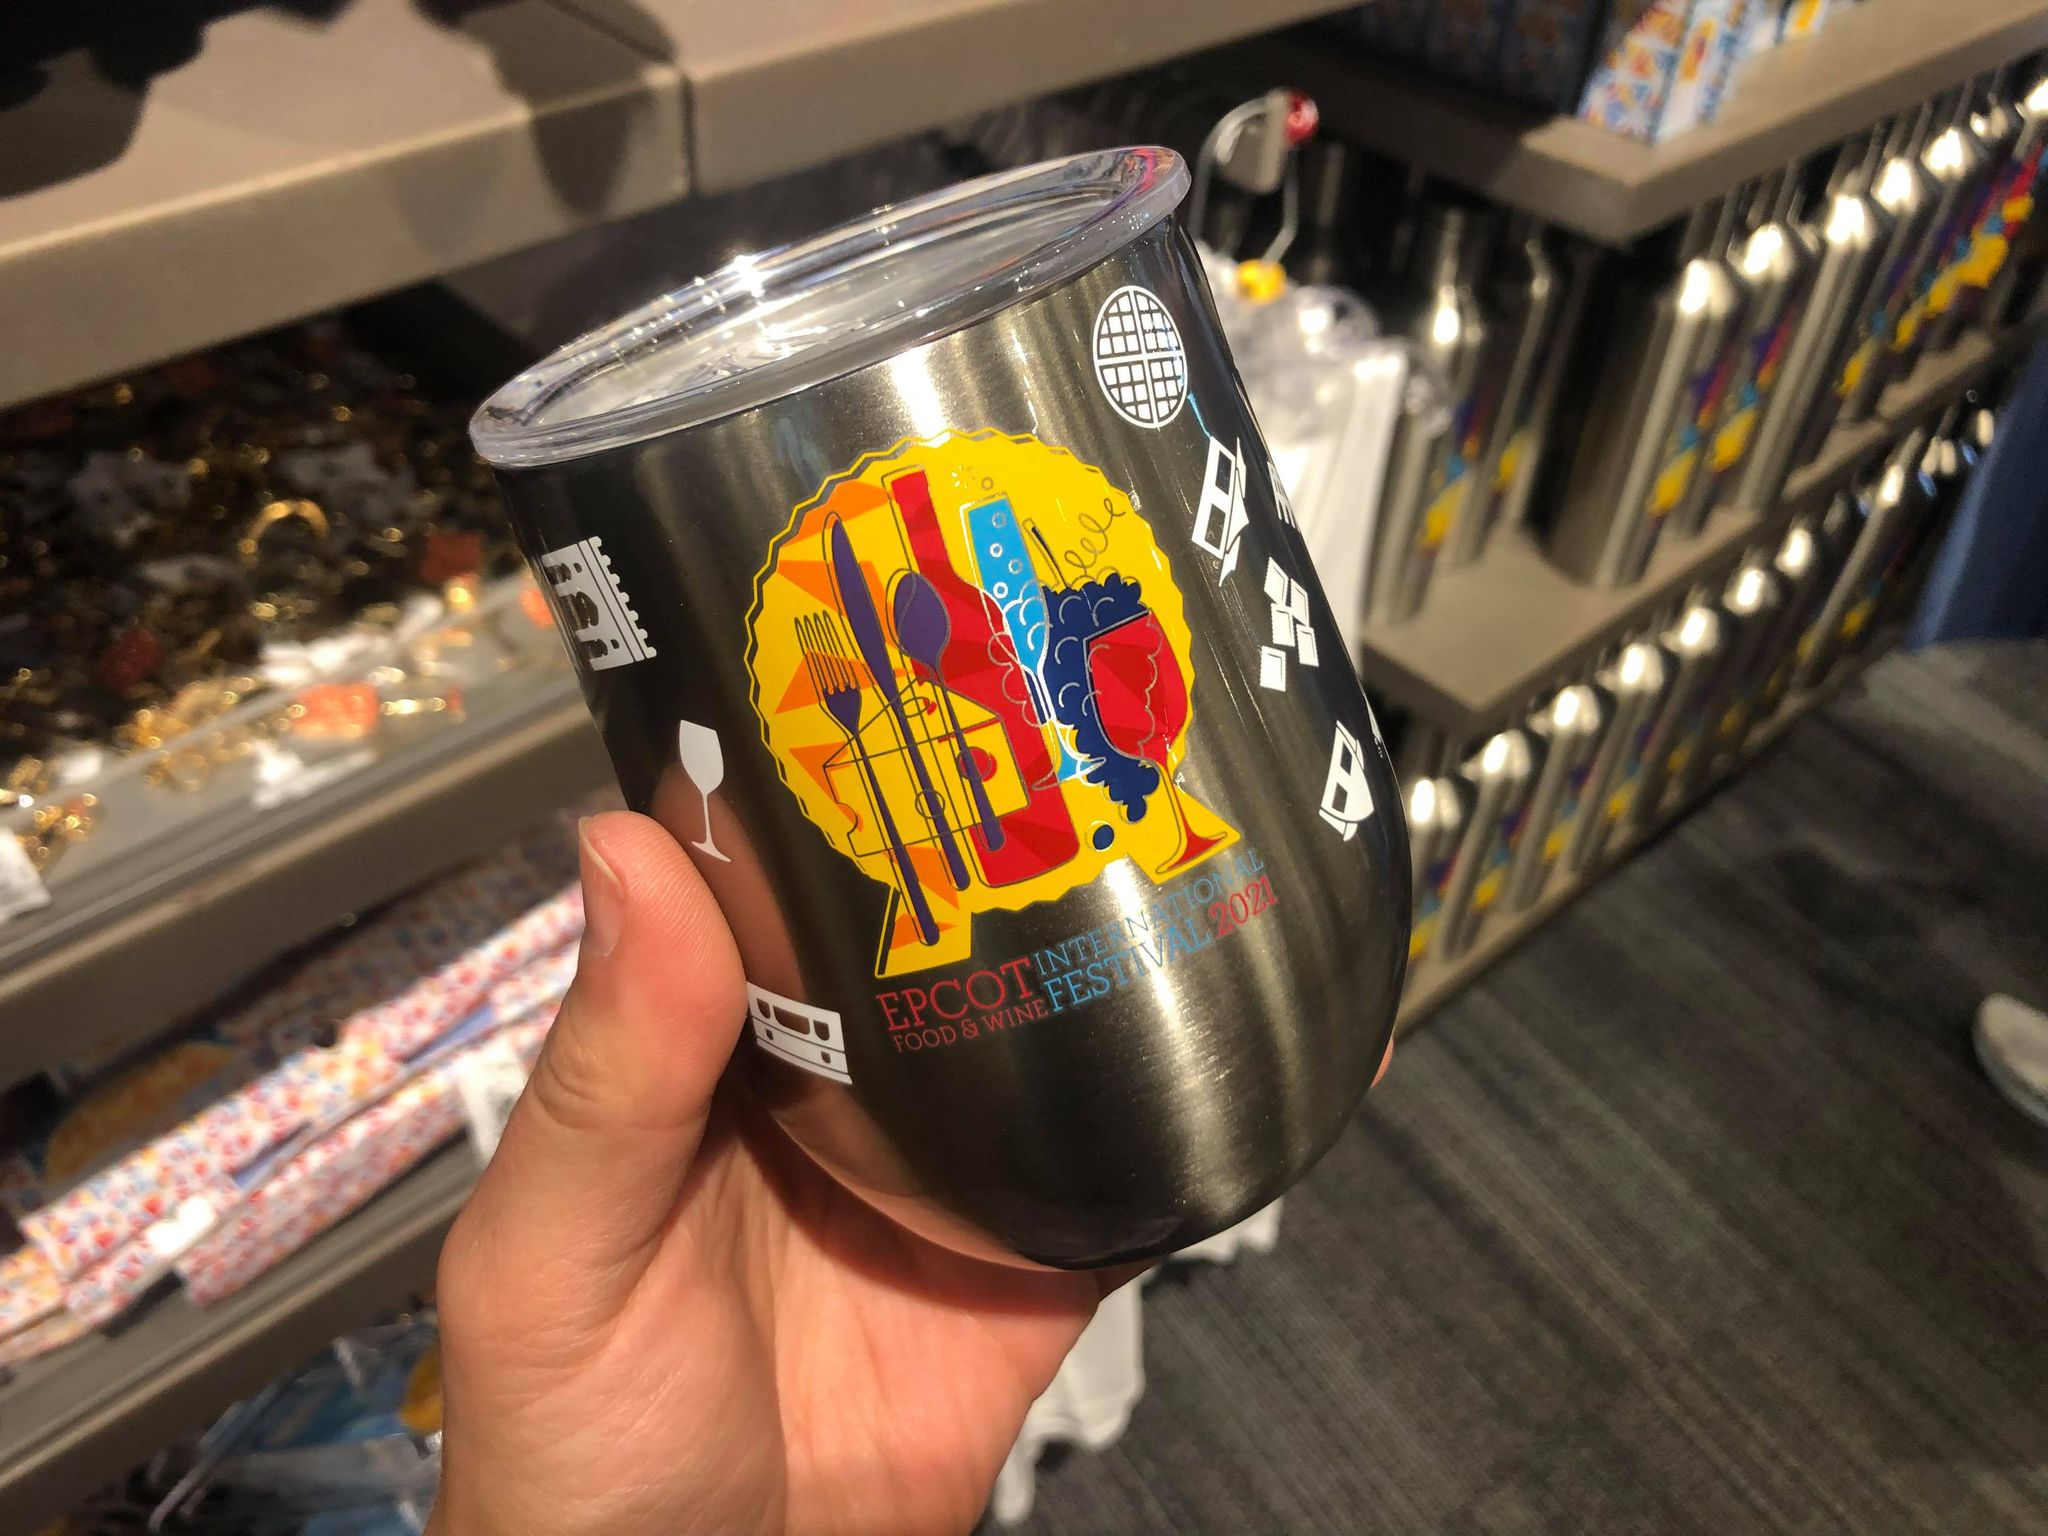 EPCOT INTERNATIONAL
FOOD & WINE FESTIVAL 2021